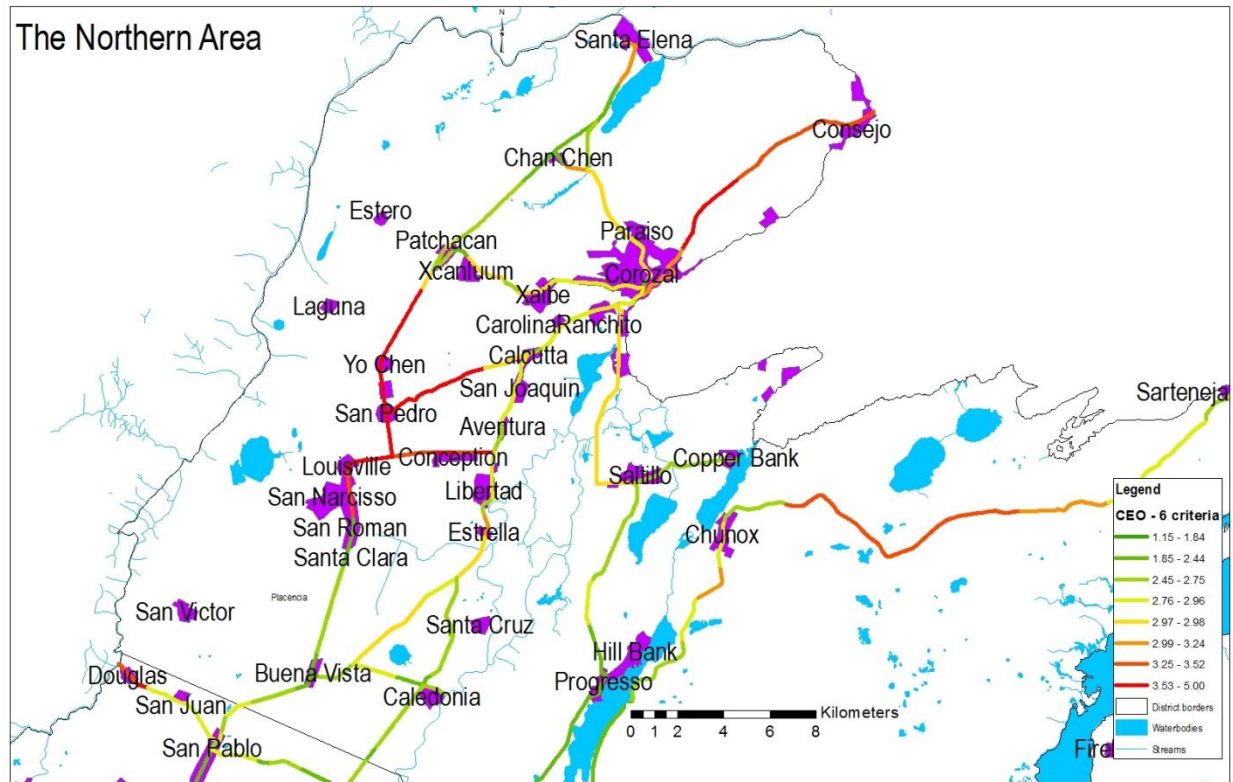 The Northern Area
N
Santa Elena
Consejo
Chan Chen
Estero
Paraiso
Patchacan
Xcanluum
Corozal
Xaibe
Laguna
Carolina Ranchito
Calcutta
Yo Chen
San Joaquin
Sarteneja
San Pedro
Aventura
Conception
Copper Bank
Louisville
Saltillo
San Narcisso
Libertad
San Roman
Estrella
Chunox
Santa Clara
Placencia
San Victor
Santa Cruz
Hill Bank
Douglas
Buena Vista
Progresso
San Juan
Caledonia
San Pablo
Kilometers
0 1 2 4 6 8
Fire
Legend
CEO - 6 criteria
1.15 - 1.84
1.85 - 2.44
2.45 - 2.75
2.76 - 2.96
2.97 - 2.98
2.99 - 3.24
3.25 - 3.52
3.53 - 5.00
District borders
Waterbodies
Streams